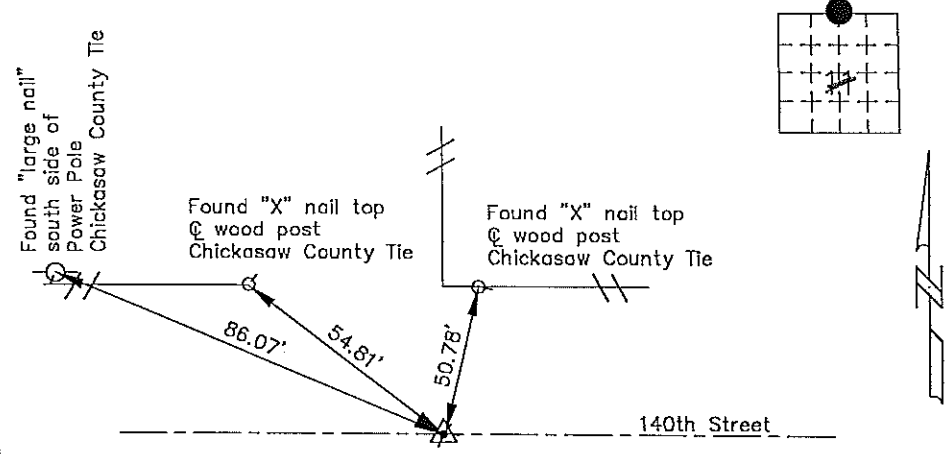 Found "large nail"
south side of
Power Pole
Chickasaw County Tie
Found "X" nail top
℄ wood post
Chickasaw County Tie
Found "X" nail top
℄ wood post
Chickasaw County Tie
86.07'
54.81'
50.78'
140th Street